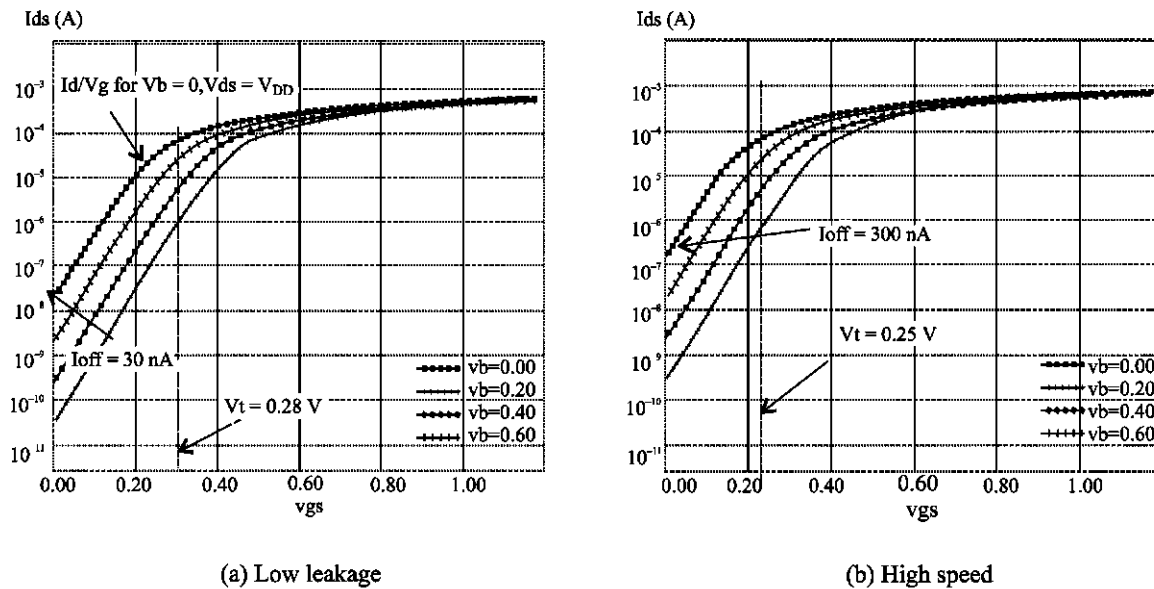 Ids (A)
10⁻³
10⁻⁴
10⁻⁵
10⁻⁶
10⁻⁷
10⁻⁸
10⁻⁹
10⁻¹⁰
10⁻¹¹
Id/Vg for Vb = 0,Vds = V_DD
Ioff = 30 nA
Vt = 0.28 V
vb=0.00
vb=0.20
vb=0.40
vb=0.60
0.00 0.20 0.40 0.60 0.80 1.00
vgs
(a) Low leakage
Ids (A)
10⁻³
10⁻⁴
10⁻⁵
10⁻⁶
10⁻⁷
10⁻⁸
10⁻⁹
10⁻¹⁰
10⁻¹¹
Ioff = 300 nA
Vt = 0.25 V
vb=0.00
vb=0.20
vb=0.40
vb=0.60
0.00 0.20 0.40 0.60 0.80 1.00
vgs
(b) High speed